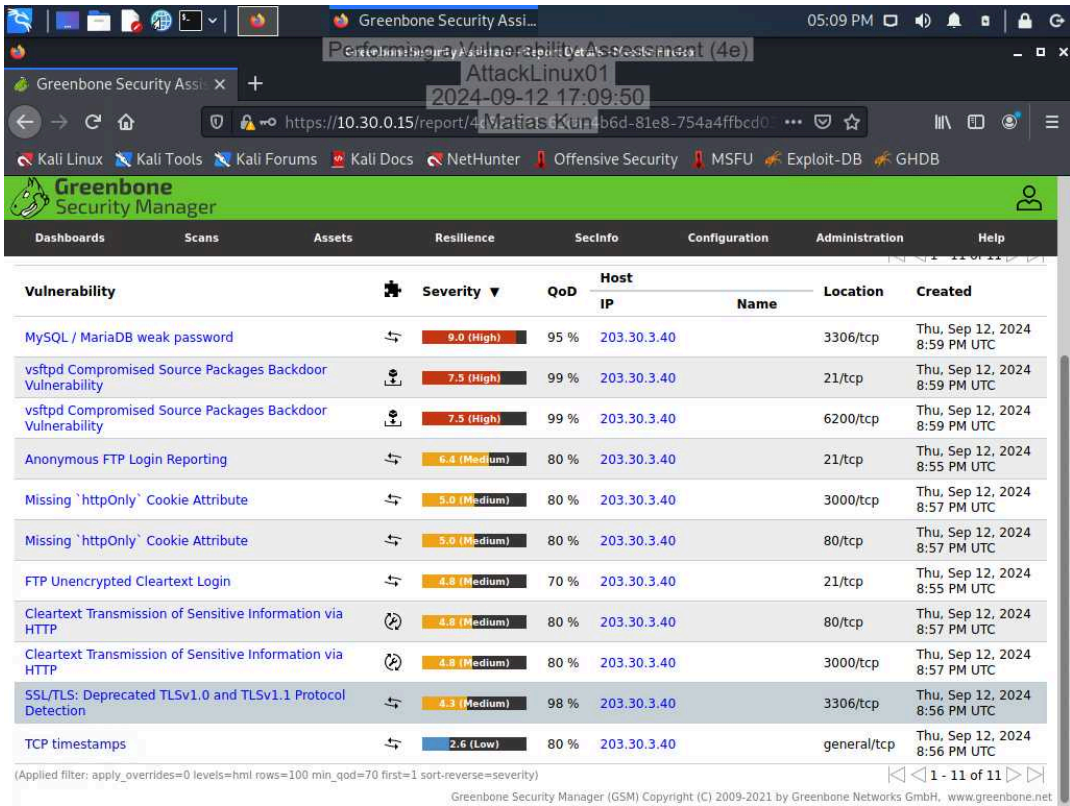 Greenbone Security Assi...
05:09 PM
Performing a Vulnerability Assessment (4e)
AttackLinux01
2024-09-12 17:09:50
Greenbone Security Assi
https://10.30.0.15/report/
Kali Linux Kali Tools Kali Forums Kali Docs NetHunter Offensive Security MSFU Exploit-DB GHDB
Greenbone
Security Manager
Dashboards Scans Assets Resilience SecInfo Configuration Administration Help
Vulnerability Severity ▼ QoD Host Location Created
IP Name
MySQL / MariaDB weak password 9.0 (High) 95 % 203.30.3.40 3306/tcp Thu, Sep 12, 2024
8:59 PM UTC
vsftpd Compromised Source Packages Backdoor 7.5 (High) 99 % 203.30.3.40 21/tcp Thu, Sep 12, 2024
Vulnerability 8:59 PM UTC
vsftpd Compromised Source Packages Backdoor 7.5 (High) 99 % 203.30.3.40 6200/tcp Thu, Sep 12, 2024
Vulnerability 8:59 PM UTC
Anonymous FTP Login Reporting 6.4 (Medium) 80 % 203.30.3.40 21/tcp Thu, Sep 12, 2024
8:55 PM UTC
Missing `httpOnly` Cookie Attribute 5.0 (Medium) 80 % 203.30.3.40 3000/tcp Thu, Sep 12, 2024
8:57 PM UTC
Missing `httpOnly` Cookie Attribute 5.0 (Medium) 80 % 203.30.3.40 80/tcp Thu, Sep 12, 2024
8:57 PM UTC
FTP Unencrypted Cleartext Login 4.8 (Medium) 70 % 203.30.3.40 21/tcp Thu, Sep 12, 2024
8:55 PM UTC
Cleartext Transmission of Sensitive Information via 4.8 (Medium) 80 % 203.30.3.40 80/tcp Thu, Sep 12, 2024
HTTP 8:57 PM UTC
Cleartext Transmission of Sensitive Information via 4.8 (Medium) 80 % 203.30.3.40 3000/tcp Thu, Sep 12, 2024
HTTP 8:57 PM UTC
SSL/TLS: Deprecated TLSv1.0 and TLSv1.1 Protocol 4.3 (Medium) 98 % 203.30.3.40 3306/tcp Thu, Sep 12, 2024
Detection 8:56 PM UTC
TCP timestamps 2.6 (Low) 80 % 203.30.3.40 general/tcp Thu, Sep 12, 2024
8:56 PM UTC
(Applied filter: apply_overrides=0 levels=hml rows=100 min_qod=70 first=1 sort-reverse=severity) 1 - 11 of 11
Greenbone Security Manager (GSM) Copyright (C) 2009-2021 by Greenbone Networks GmbH, www.greenbone.net